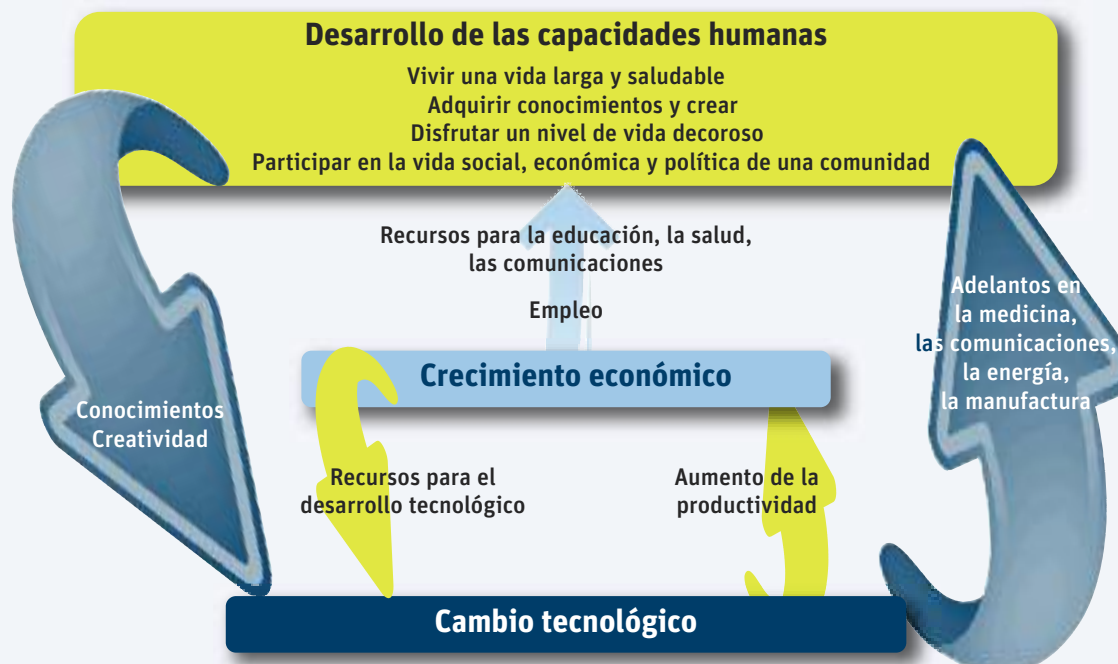 Desarrollo de las capacidades humanas
Vivir una vida larga y saludable
Adquirir conocimientos y crear
Disfrutar un nivel de vida decoroso
Participar en la vida social, económica y política de una comunidad
Recursos para la educación, la salud,
las comunicaciones
Empleo
Adelantos en
la medicina,
las comunicaciones,
la energía,
la manufactura
Crecimiento económico
Conocimientos
Creatividad
Recursos para el
desarrollo tecnológico
Aumento de la
productividad
Cambio tecnológico